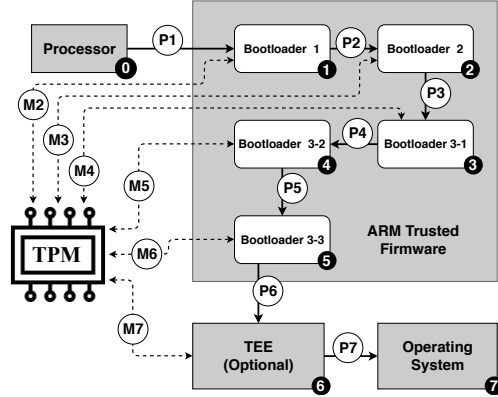 Processor
0
P1
Bootloader 1
1
P2
Bootloader 2
2
M2
M3
M4
P3
Bootloader 3-2
4
P4
Bootloader 3-1
3
M5
P5
TPM
M6
Bootloader 3-3
5
ARM Trusted
Firmware
P6
M7
TEE
(Optional)
6
P7
Operating
System
7